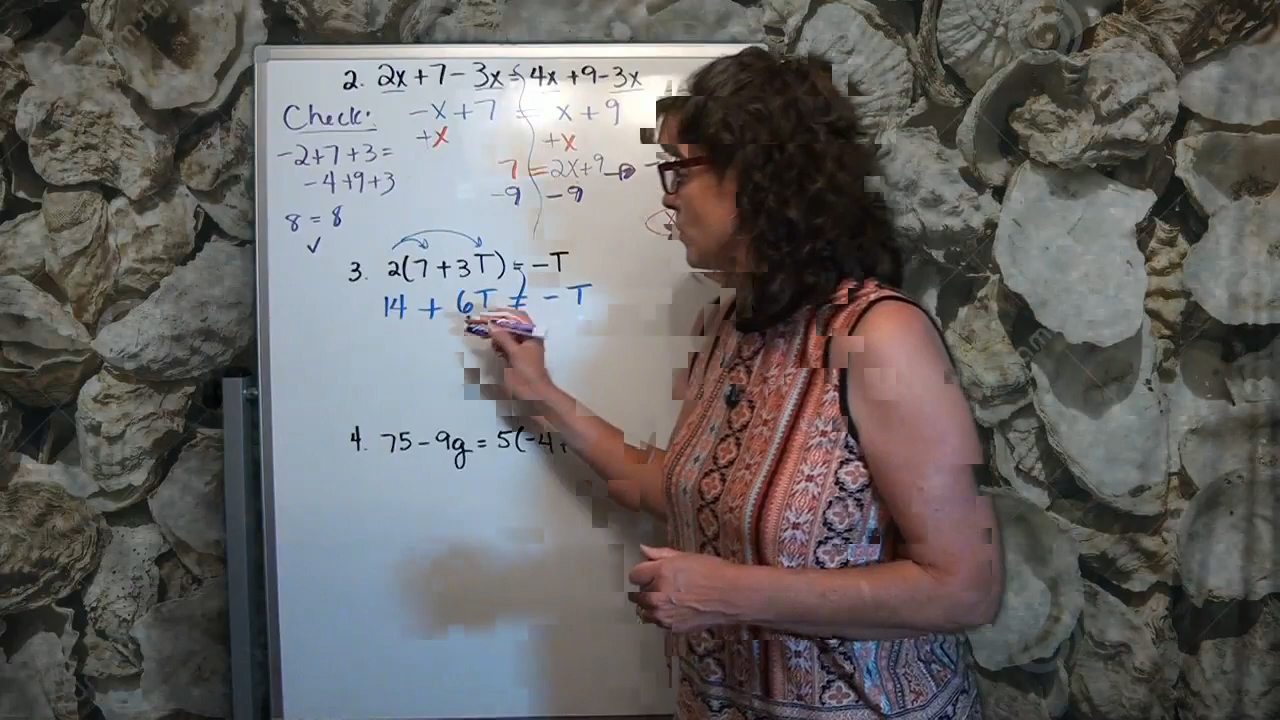 2. 2x + 7 - 3x = 4x + 9 - 3x
Check:
-x + 7 = x + 9
+x +x
-2 + 7 + 3 =
-4 + 9 + 3
7 = 2x + 9
-9 -9
8 = 8
✓
3. 2(7 + 3T) = -T
14 + 6T = -T
4. 75 - 9g = 5(-4 +